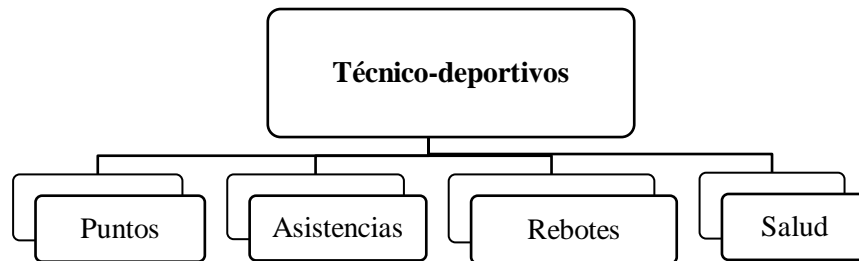 Técnico-deportivos
Puntos
Asistencias
Rebotes
Salud